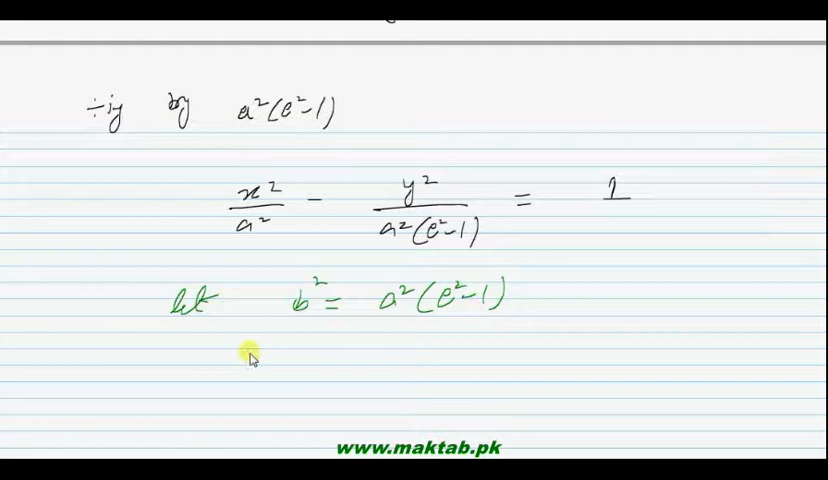 ÷iy by a²(e²-1)
x²/a² - y²/a²(e²-1) = 1
let b² = a²(e²-1)
www.maktab.pk